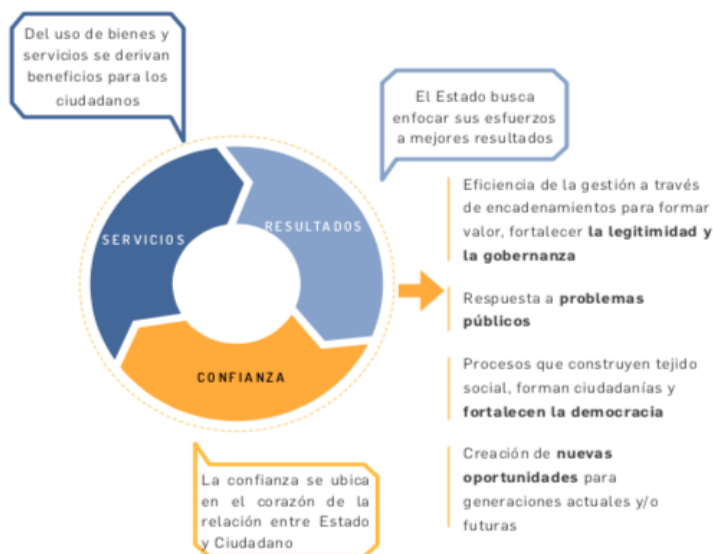 Del uso de bienes y
servicios se derivan
beneficios para los
ciudadanos
El Estado busca
enfocar sus esfuerzos
a mejores resultados
SERVICIOS
RESULTADOS
CONFIANZA
La confianza se ubica
en el corazón de la
relación entre Estado
y Ciudadano
Eficiencia de la gestión a través
de encadenamientos para formar
valor, fortalecer la legitimidad y
la gobernanza
Respuesta a problemas
públicos
Procesos que construyen tejido
social, forman ciudadanías y
fortalecen la democracia
Creación de nuevas
oportunidades para
generaciones actuales y/o
futuras